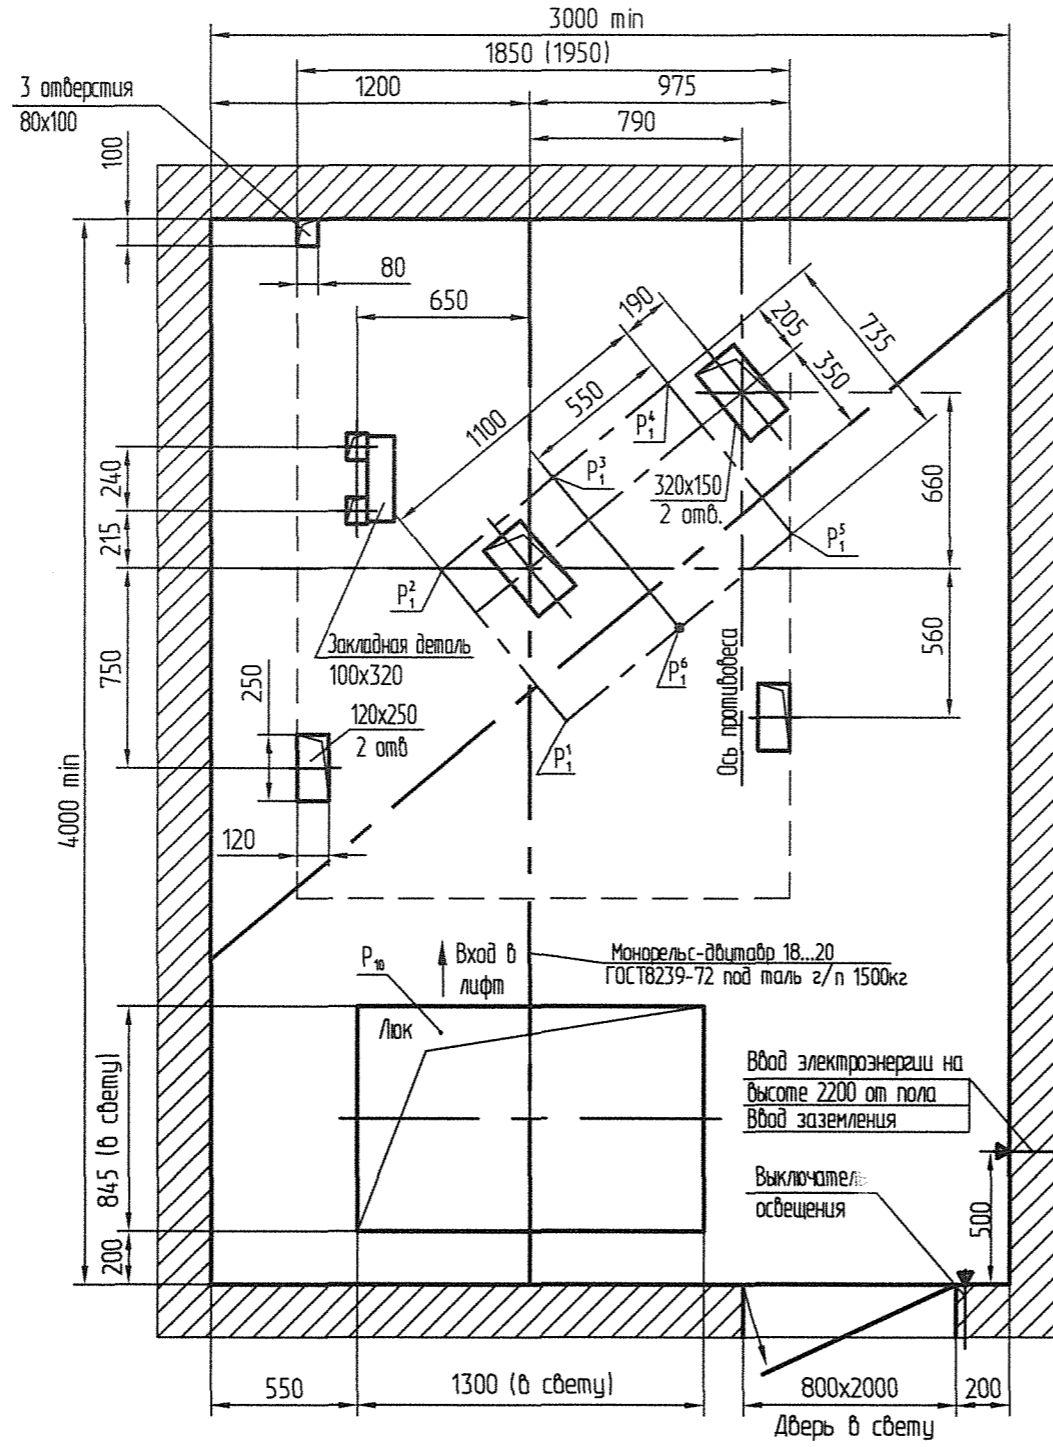 3000 min
1850 (1950)
1200
975
790
3 отверстия
80х100
100
80
650
190
205
735
550
350
1100
P₁⁴
P₁³
320х150
2 отв.
240
215
660
P₁⁵
P₁²
Закладная деталь
100х320
560
Ось противовеса
P₁⁶
750
250
120х250
2 отв
P₁¹
4000 min
120
Монорельс-двутавр 18...20
ГОСТ8239-72 под таль г/п 1500кг
P₁₀
Вход в
лифт
Люк
845 (в свету)
Ввод электроэнергии на
высоте 2200 от пола
Ввод заземления
Выключатель
освещения
500
200
550
1300 (в свету)
800х2000
200
Дверь в свету